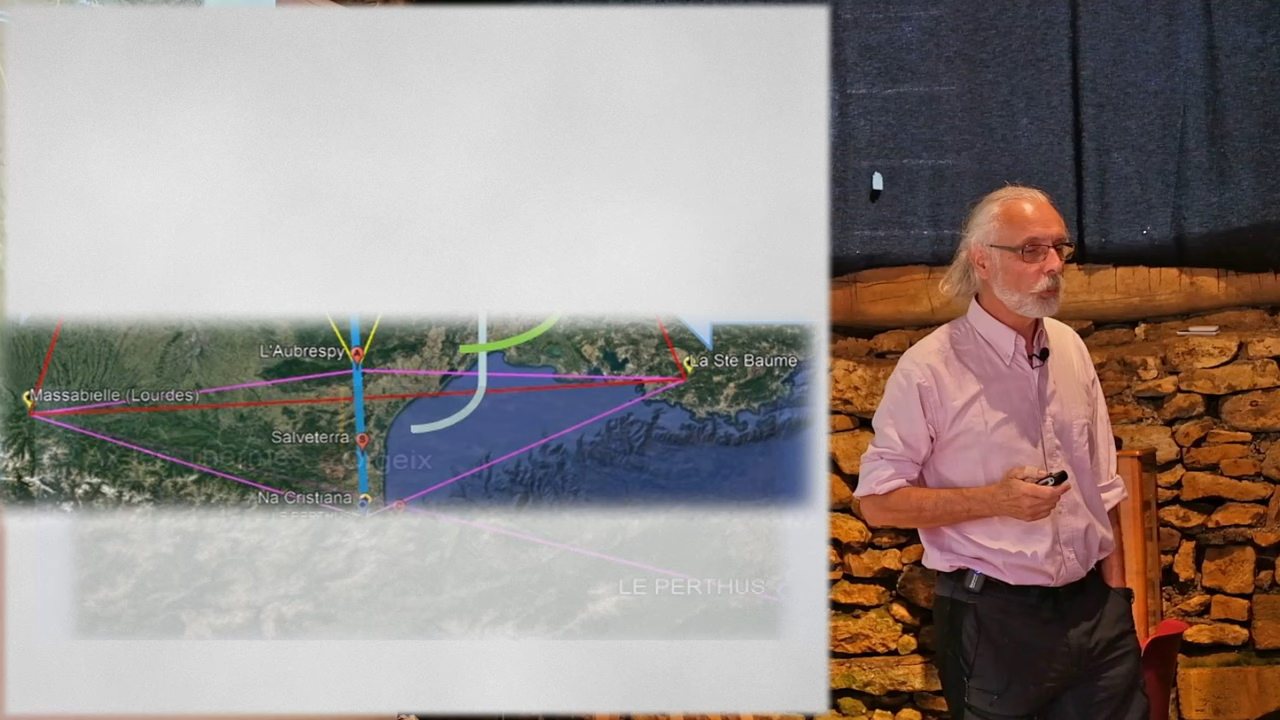 L'Aubrespy
La Ste Baume
Massabielle (Lourdes)
Salveterra
Na Cristiana
LE PERTHUS